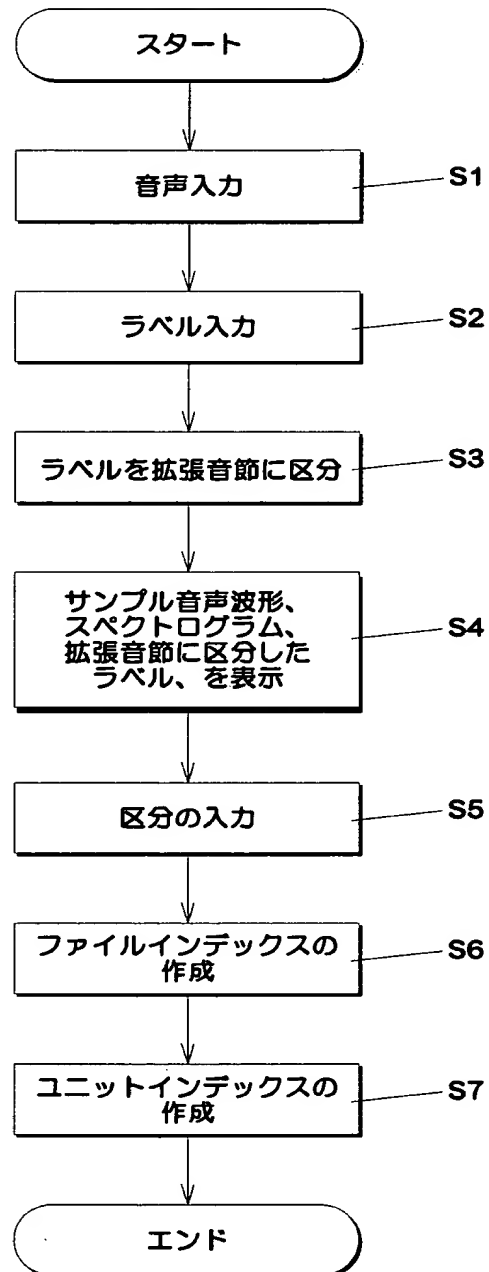 スタート
音声入力
S1
ラベル入力
S2
ラベルを拡張音節に区分
S3
サンプル音声波形、
スペクトログラム、
拡張音節に区分した
ラベル、を表示
S4
区分の入力
S5
ファイルインデックスの
作成
S6
ユニットインデックスの
作成
S7
エンド